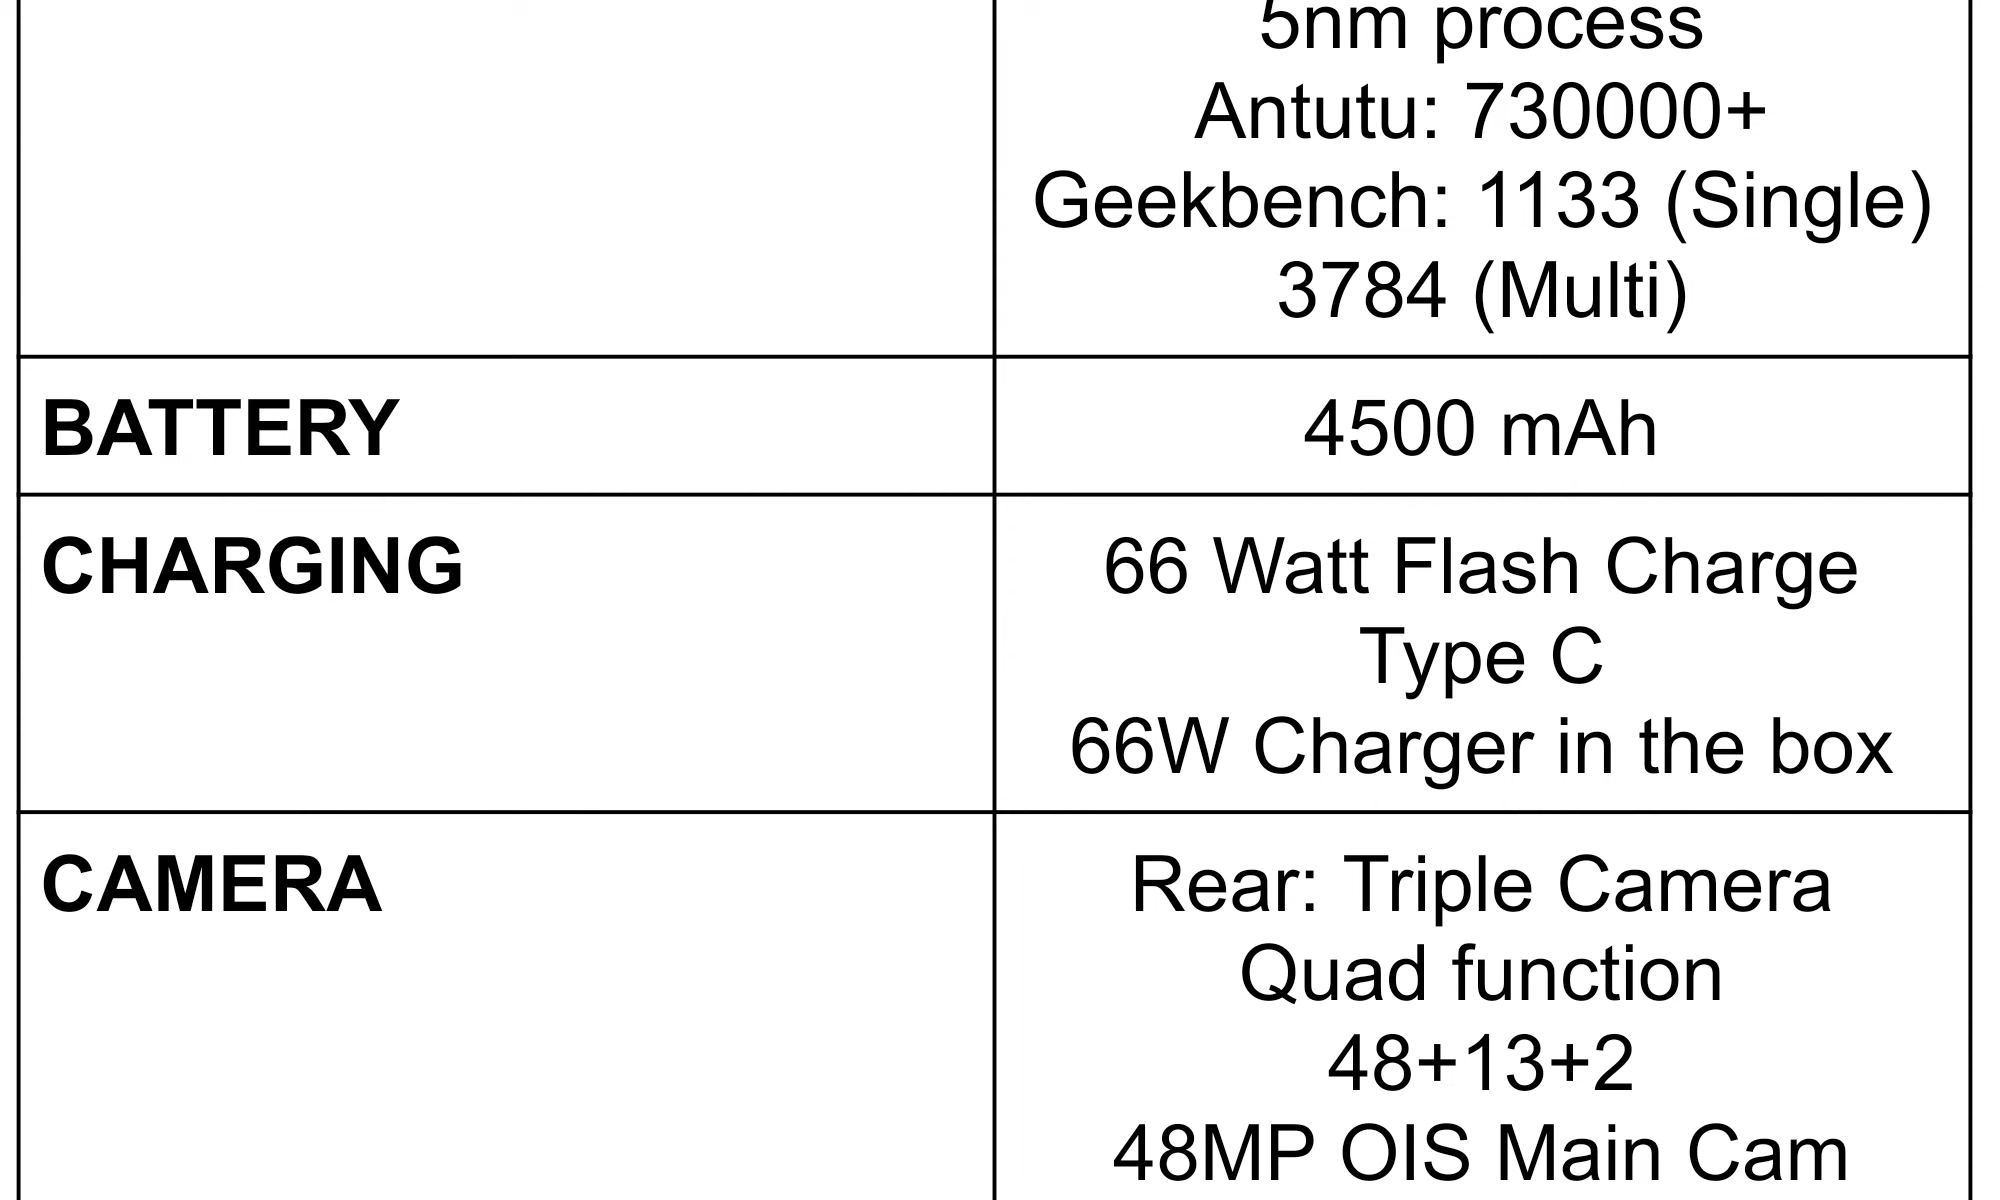 5nm process
Antutu: 730000+
Geekbench: 1133 (Single)
3784 (Multi)
BATTERY
4500 mAh
CHARGING
66 Watt Flash Charge
Type C
66W Charger in the box
CAMERA
Rear: Triple Camera
Quad function
48+13+2
48MP OIS Main Cam